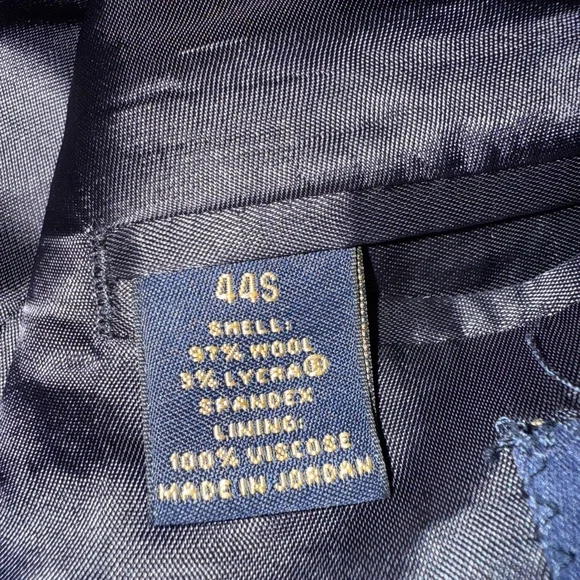 44S
SHELL:
97% WOOL
3% LYCRA®
SPANDEX
LINING:
100% VISCOSE
MADE IN JORDAN